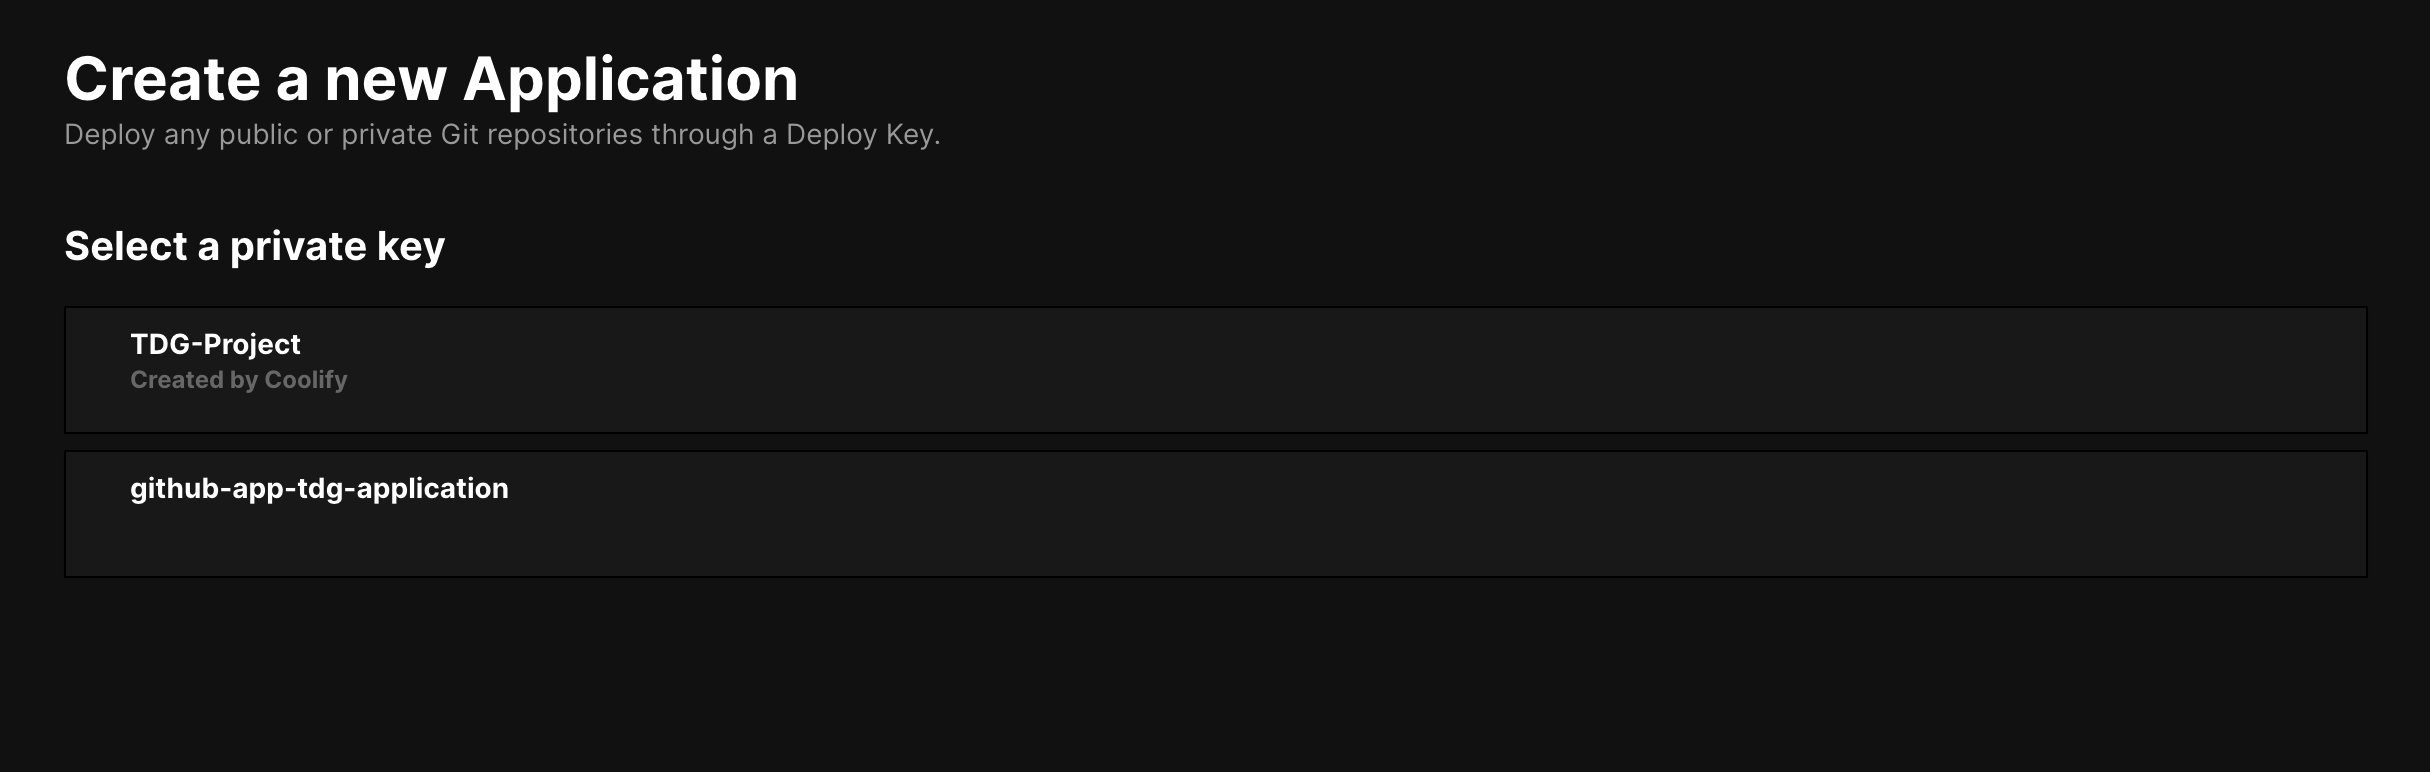 Create a new Application
Deploy any public or private Git repositories through a Deploy Key.
Select a private key
TDG-Project
Created by Coolify
github-app-tdg-application